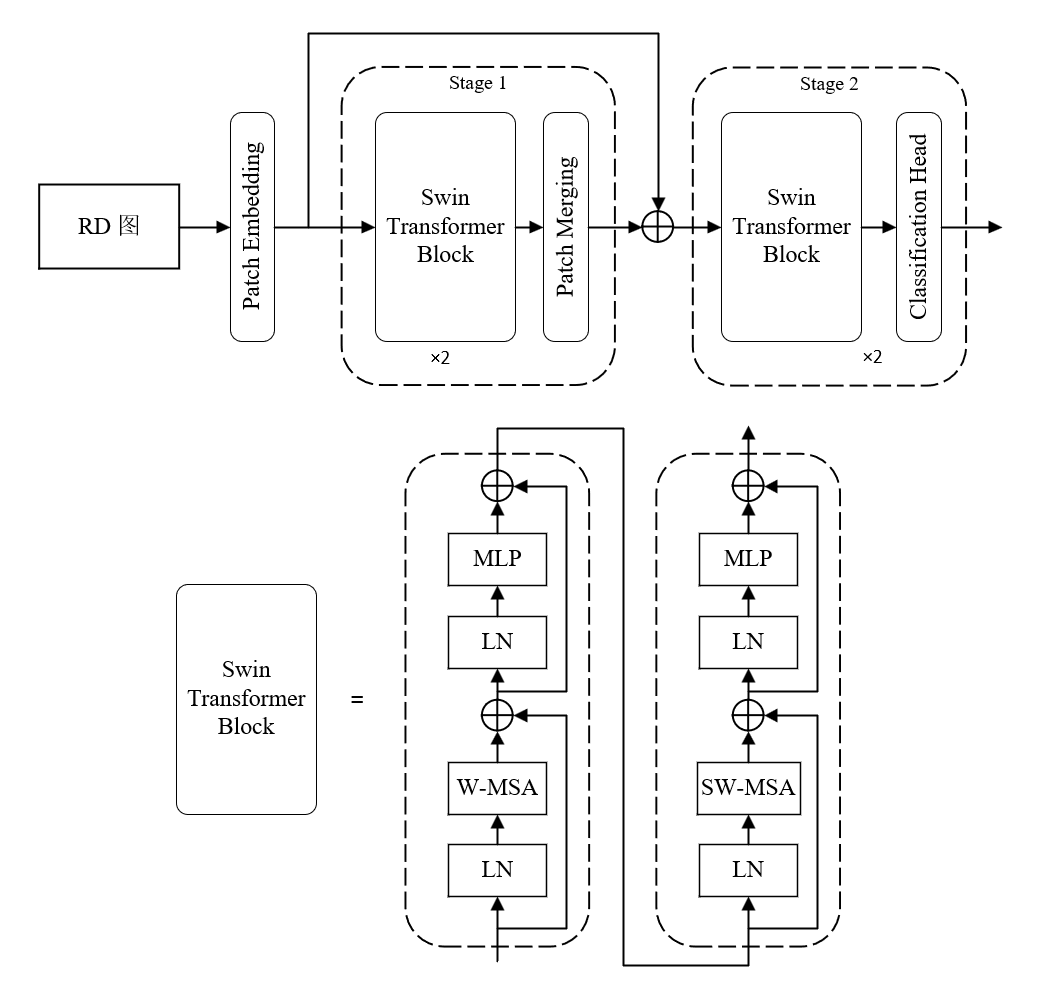 Stage 1
Stage 2
RD 图
Patch Embedding
Swin
Transformer
Block
Patch Merging
Swin
Transformer
Block
Classification Head
×2
×2
MLP
MLP
LN
LN
Swin
Transformer
Block
=
W-MSA
SW-MSA
LN
LN